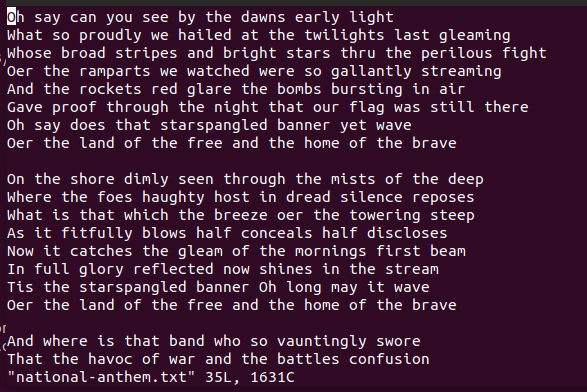 Oh say can you see by the dawns early light
What so proudly we hailed at the twilights last gleaming
Whose broad stripes and bright stars thru the perilous fight
Oer the ramparts we watched were so gallantly streaming
And the rockets red glare the bombs bursting in air
Gave proof through the night that our flag was still there
Oh say does that starspangled banner yet wave
Oer the land of the free and the home of the brave

On the shore dimly seen through the mists of the deep
Where the foes haughty host in dread silence reposes
What is that which the breeze oer the towering steep
As it fitfully blows half conceals half discloses
Now it catches the gleam of the mornings first beam
In full glory reflected now shines in the stream
Tis the starspangled banner Oh long may it wave
Oer the land of the free and the home of the brave

And where is that band who so vauntingly swore
That the havoc of war and the battles confusion
"national-anthem.txt" 35L, 1631C